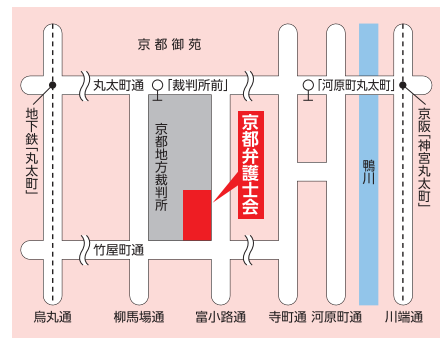 京都御苑
丸太町通
「裁判所前」
「河原町丸太町」
地下鉄「丸太町」
京都地方裁判所
京都弁護士会
鴨川
京阪「神宮丸太町」
竹屋町通
烏丸通
柳馬場通
富小路通
寺町通
河原町通
川端通